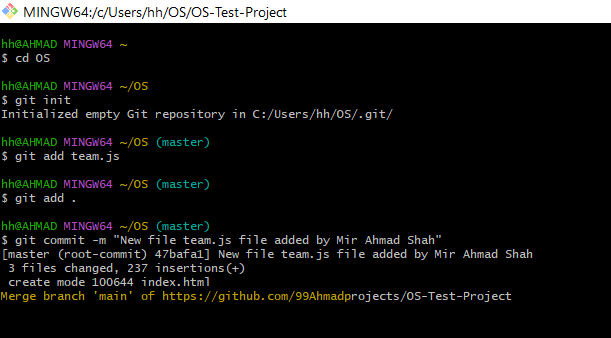 MINGW64:/c/Users/hh/OS/OS-Test-Project
hh@AHMAD MINGW64 ~
$ cd OS
hh@AHMAD MINGW64 ~/OS
$ git init
Initialized empty Git repository in C:/Users/hh/OS/.git/
hh@AHMAD MINGW64 ~/OS (master)
$ git add team.js
hh@AHMAD MINGW64 ~/OS (master)
$ git add .
hh@AHMAD MINGW64 ~/OS (master)
$ git commit -m "New file team.js file added by Mir Ahmad Shah"
[master (root-commit) 47bafa1] New file team.js file added by Mir Ahmad Shah
3 files changed, 237 insertions(+)
create mode 100644 index.html
Merge branch 'main' of https://github.com/99Ahmadprojects/OS-Test-Project